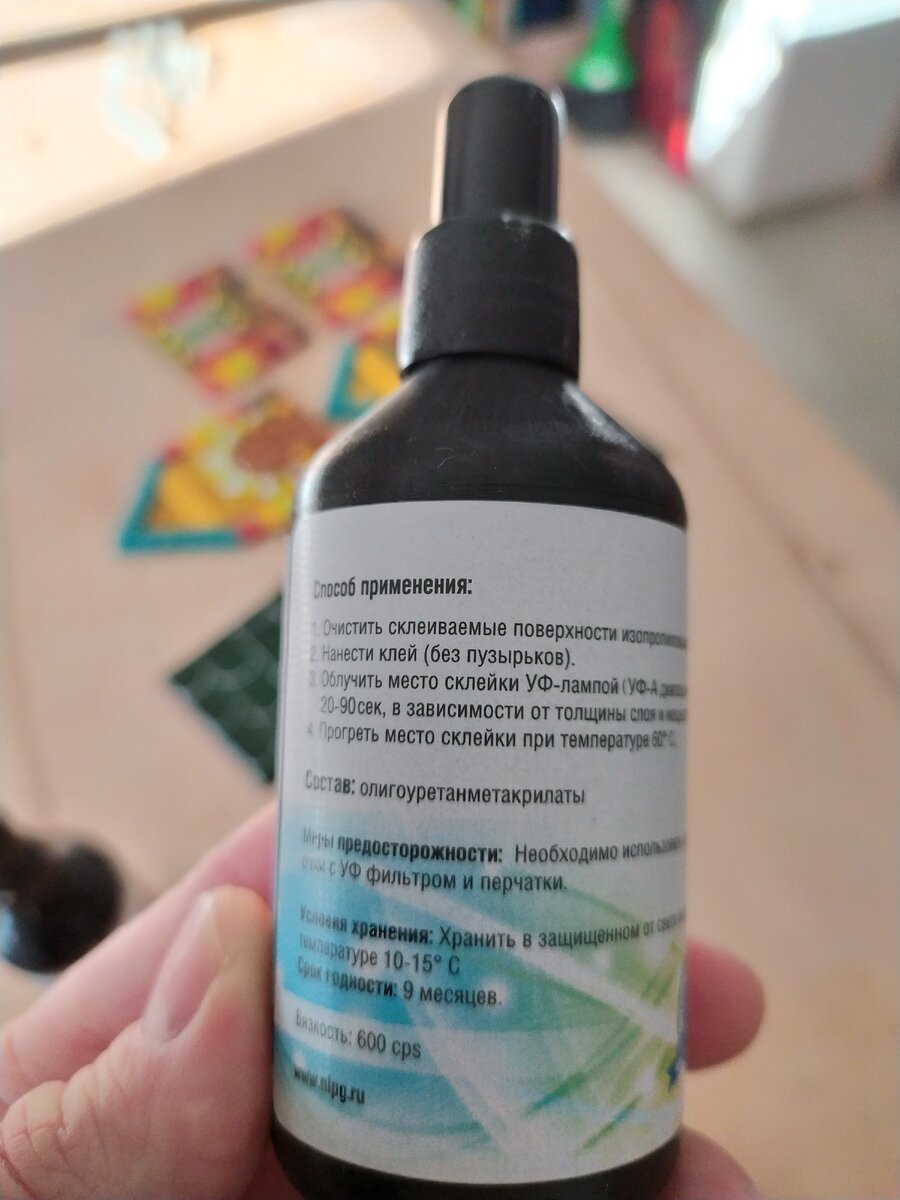 Способ применения:
1. Очистить склеиваемые поверхности
2. Нанести клей (без пузырьков).
3. Облучить место склейки УФ-лампой (УФ-А
20-90сек, в зависимости от толщины слоя и
4. Прогреть место склейки при температуре 60° С.
Состав: олигоуретанметакрилаты
Меры предосторожности: Необходимо использовать
очки с УФ фильтром и перчатки.
Условия хранения: Хранить в защищенном от света
температуре 10-15° С
Срок годности: 9 месяцев.
Вязкость: 600 cps
www.nlpg.ru